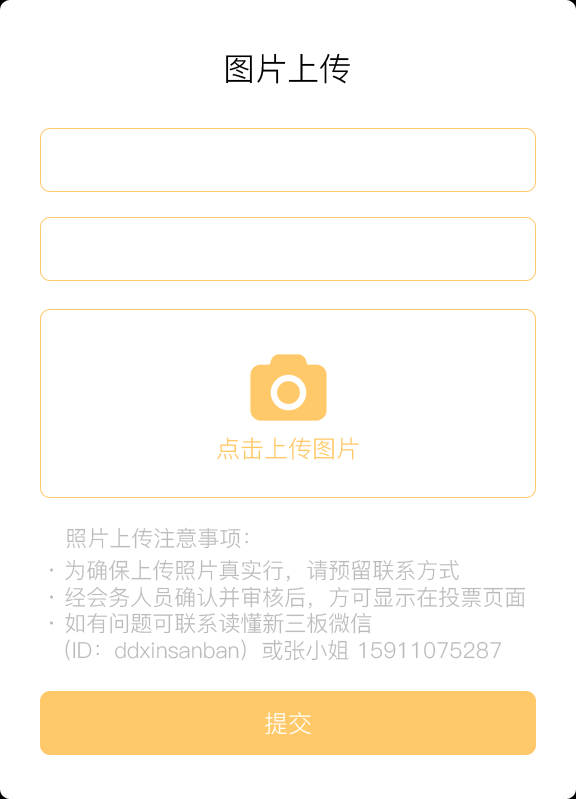 图片上传
点击上传图片
照片上传注意事项：
· 为确保上传照片真实行，请预留联系方式
· 经会务人员确认并审核后，方可显示在投票页面
· 如有问题可联系读懂新三板微信
（ID：ddxinsanban）或张小姐 15911075287
提交